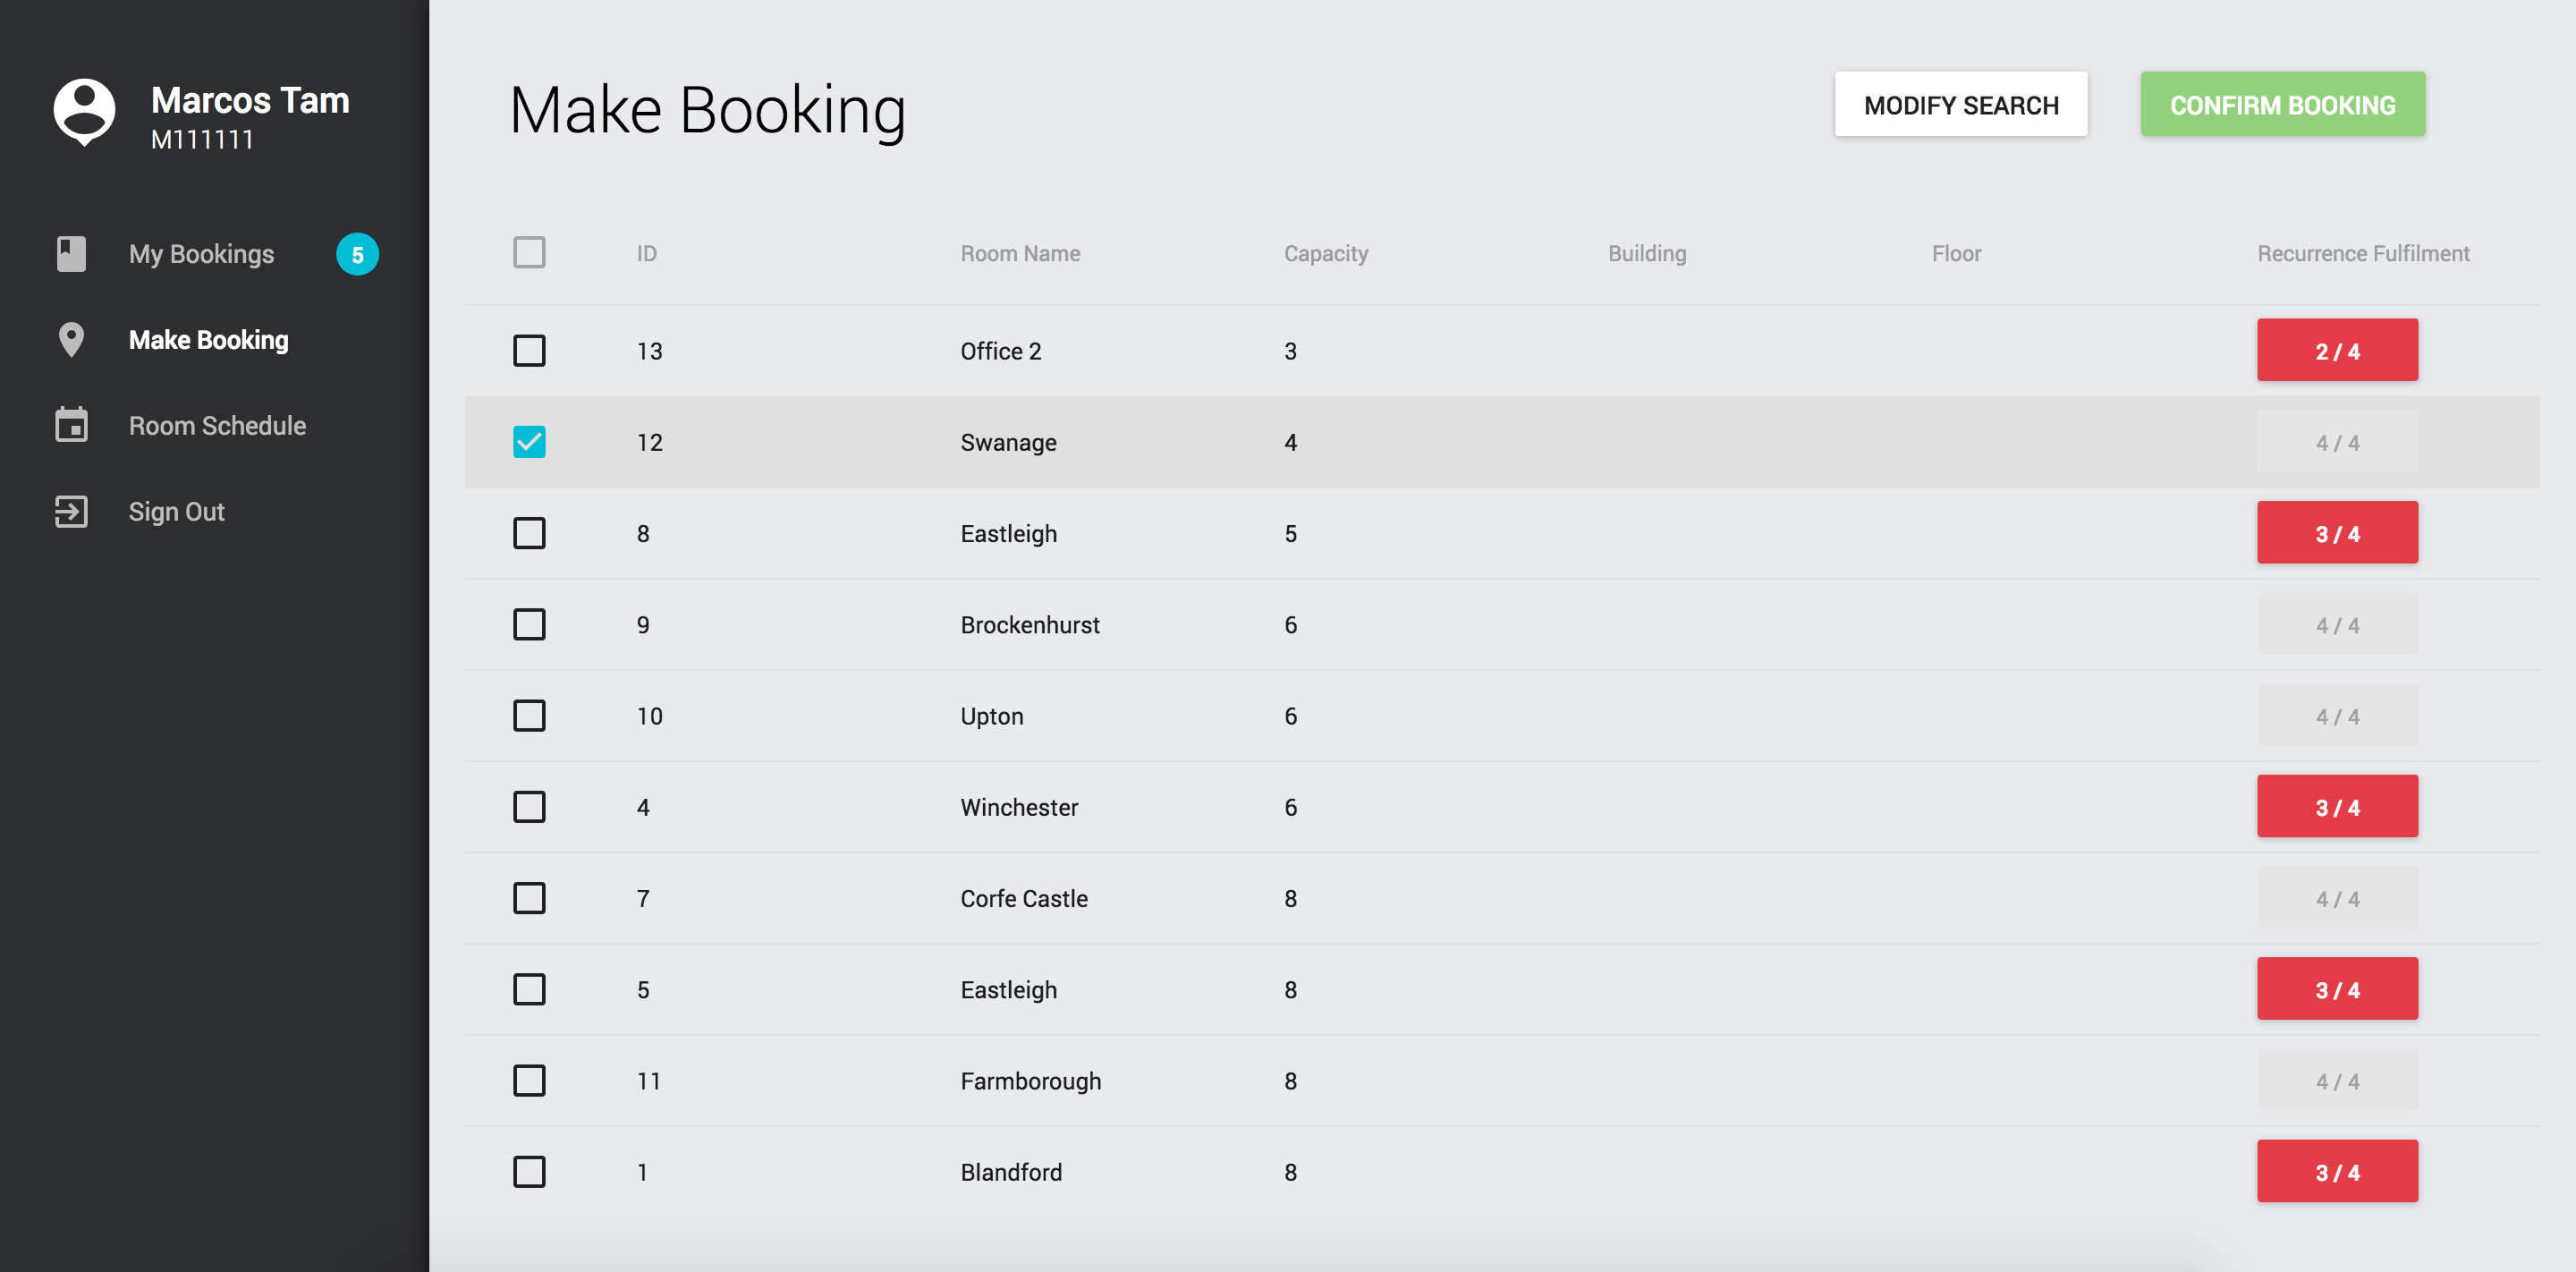 Marcos Tam
M111111
My Bookings 5
Make Booking
Room Schedule
Sign Out
Make Booking
MODIFY SEARCH CONFIRM BOOKING
ID Room Name Capacity Building Floor Recurrence Fulfilment
13 Office 2 3 2 / 4
12 Swanage 4 4 / 4
8 Eastleigh 5 3 / 4
9 Brockenhurst 6 4 / 4
10 Upton 6 4 / 4
4 Winchester 6 3 / 4
7 Corfe Castle 8 4 / 4
5 Eastleigh 8 3 / 4
11 Farmborough 8 4 / 4
1 Blandford 8 3 / 4